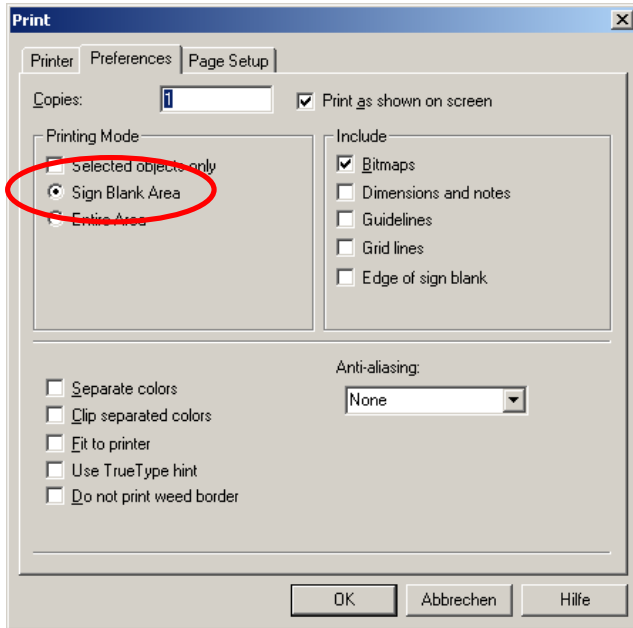 Print
Printer Preferences Page Setup
Copies: 1 Print as shown on screen
Printing Mode
Selected objects only
Sign Blank Area
Entire Area
Include
Bitmaps
Dimensions and notes
Guidelines
Grid lines
Edge of sign blank
Separate colors
Clip separated colors
Fit to printer
Use TrueType hint
Do not print weed border
Anti-aliasing:
None
OK Abbrechen Hilfe